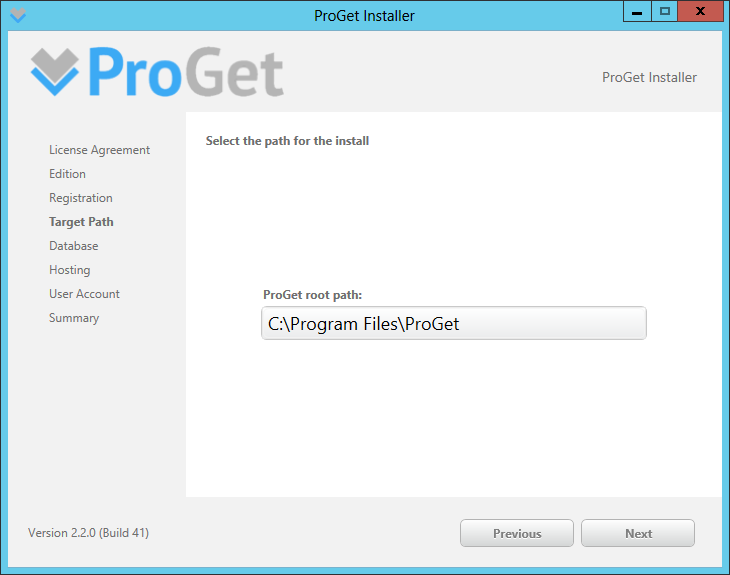 ProGet Installer
ProGet
ProGet Installer
License Agreement
Edition
Registration
Target Path
Database
Hosting
User Account
Summary
Select the path for the install
ProGet root path:
C:\Program Files\ProGet
Version 2.2.0 (Build 41)
Previous
Next